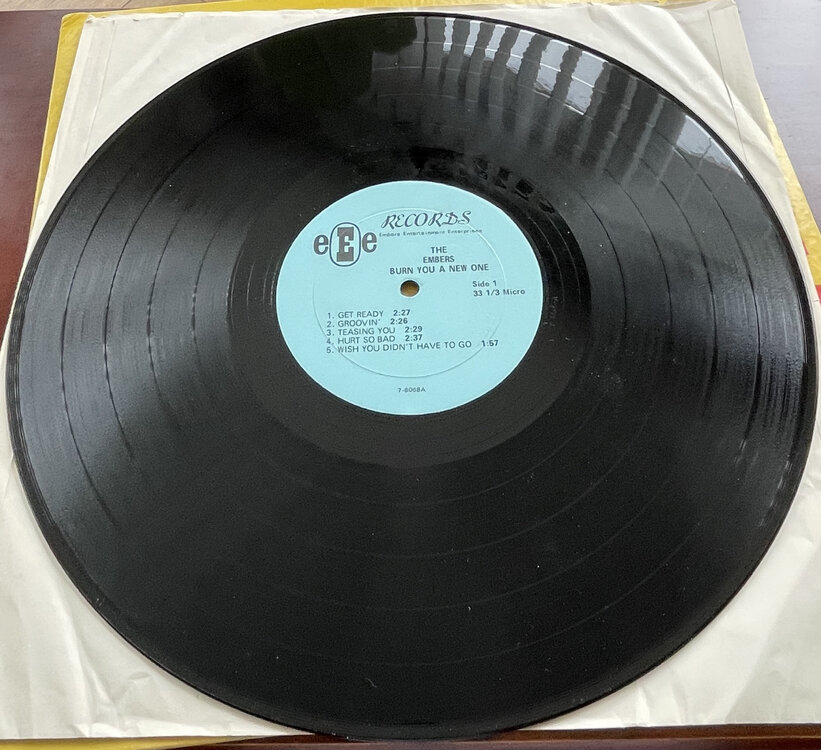 eEe RECORDS
Embers Entertainment Enterprises
THE
EMBERS
BURN YOU A NEW ONE
Side 1
33 1/3 Micro
1. GET READY 2:27
2. GROOVIN' 2:26
3. TEASING YOU 2:29
4. HURT SO BAD 2:37
5. WISH YOU DIDN'T HAVE TO GO 1:57
7-8068A